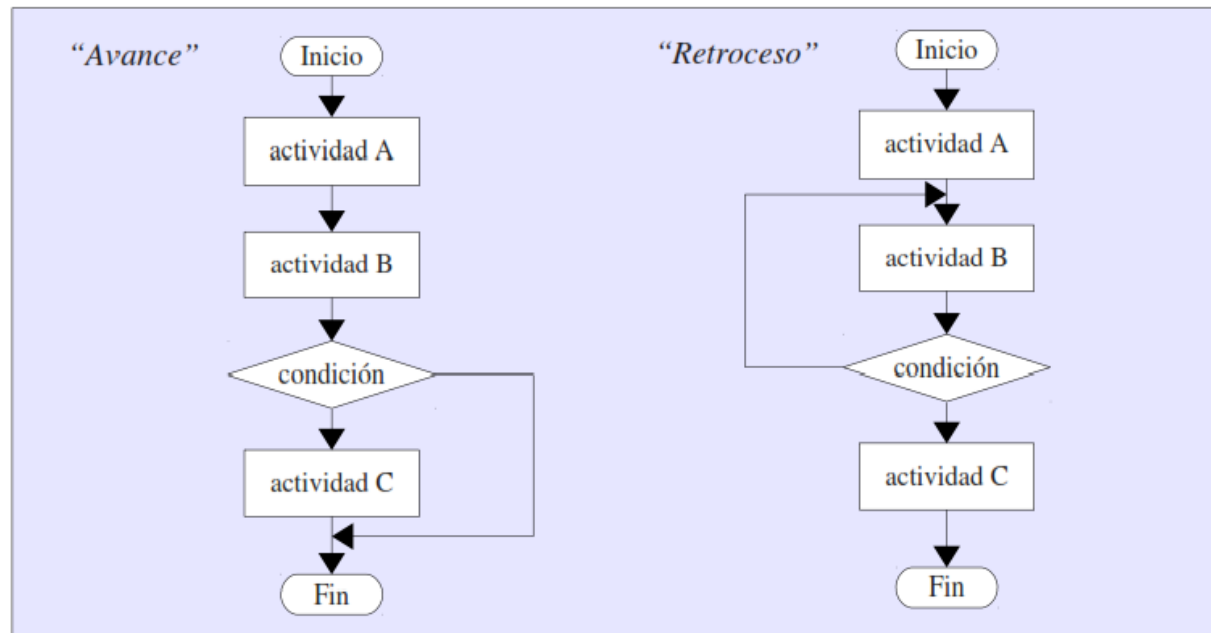 “Avance”
Inicio
actividad A
actividad B
condición
actividad C
Fin
“Retroceso”
Inicio
actividad A
actividad B
condición
actividad C
Fin